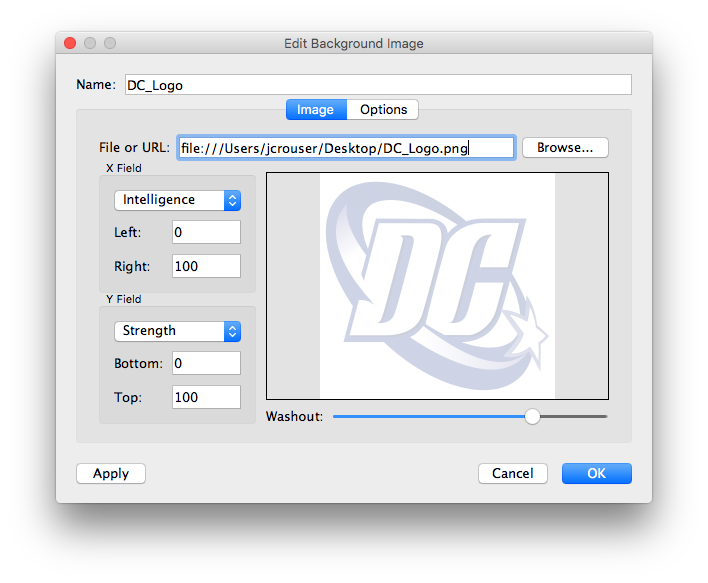 Edit Background Image
Name: DC_Logo
Image Options
File or URL: file:///Users/jcrouser/Desktop/DC_Logo.png Browse...
X Field
Intelligence
Left: 0
Right: 100
Y Field
Strength
Bottom: 0
Top: 100
DC
Washout:
Apply Cancel OK